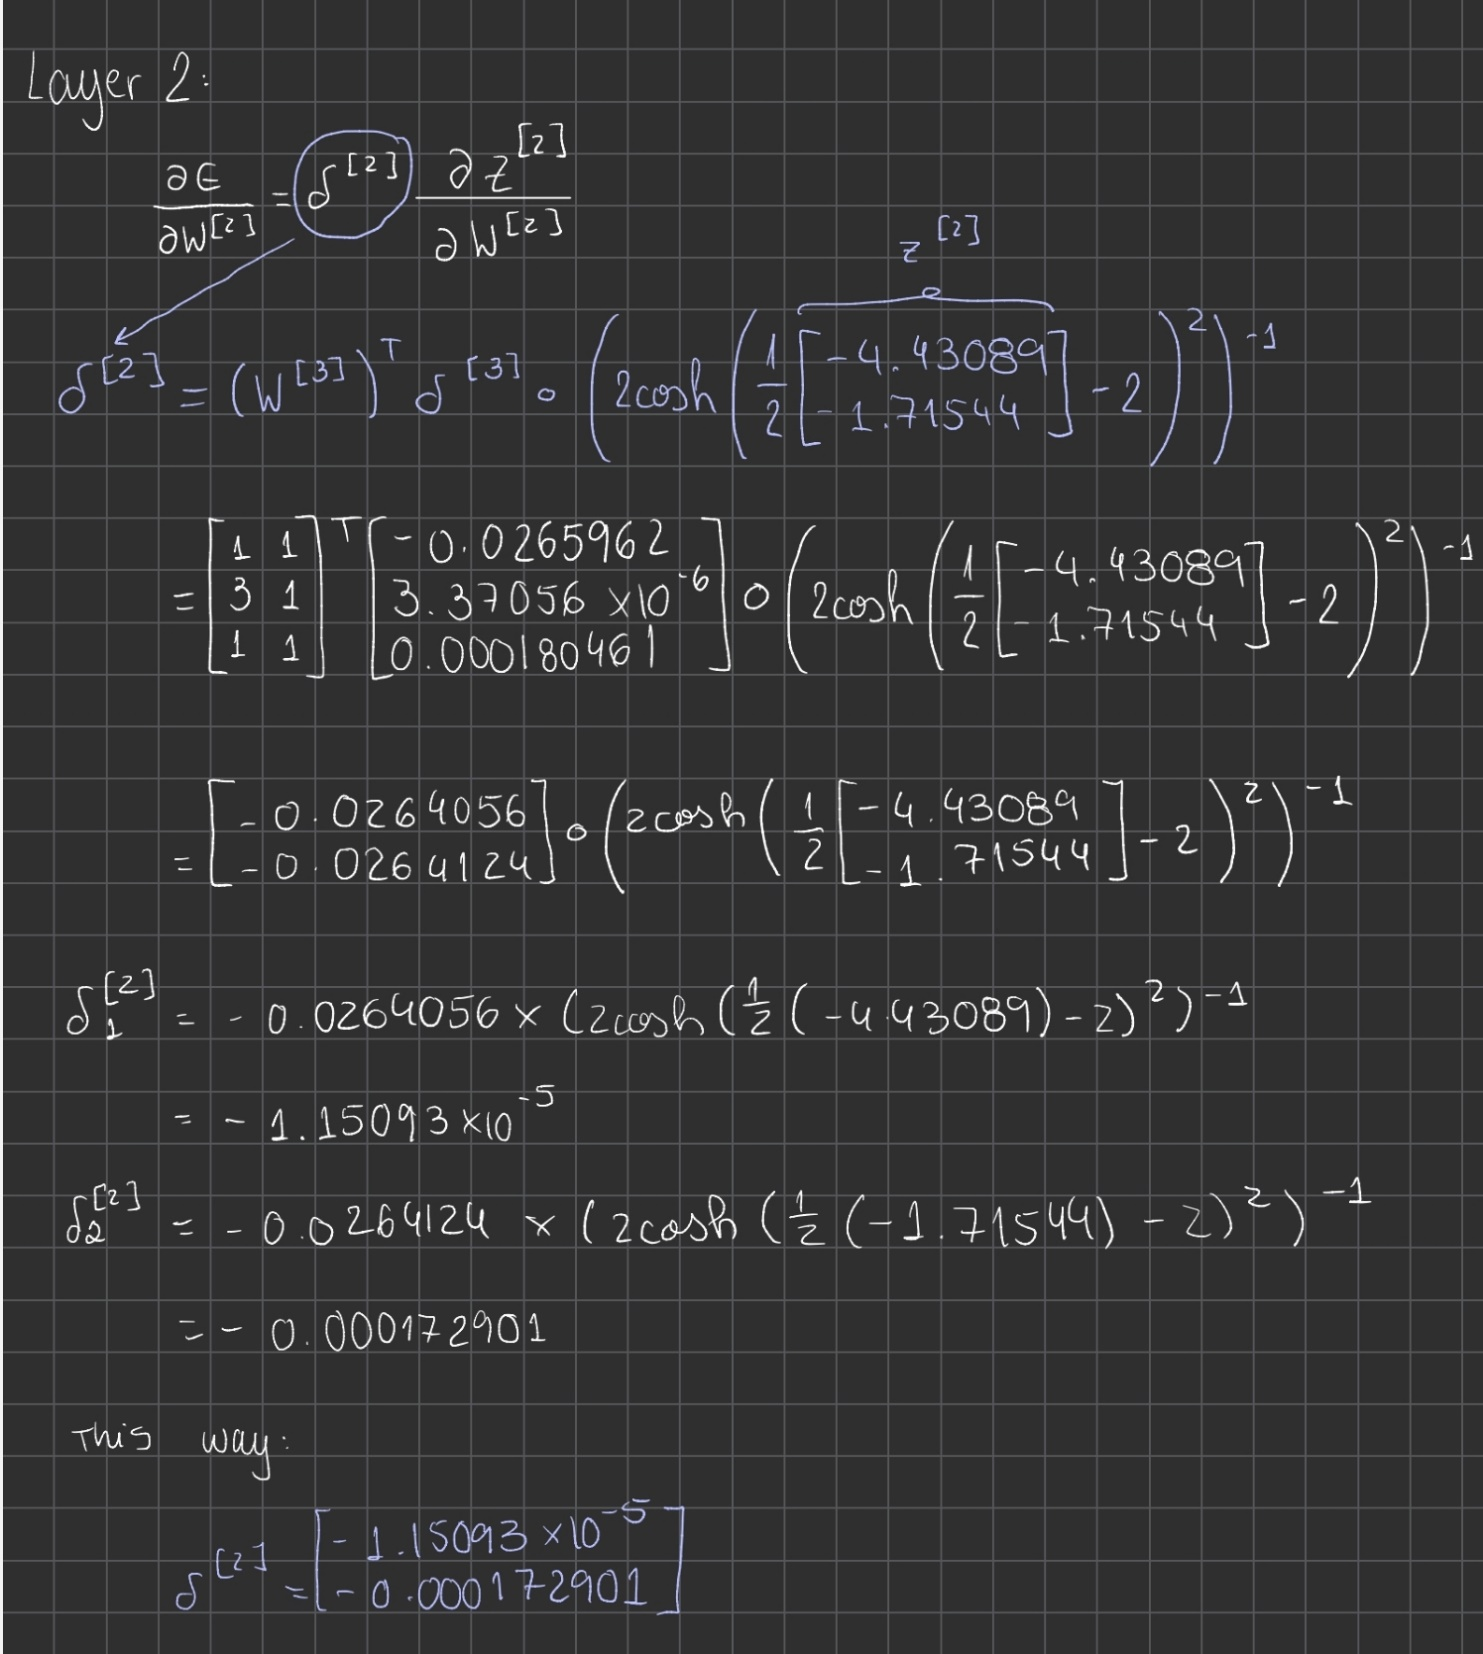 Layer 2:
∂E/∂W^[2] = δ^[2] ∂z^[2]/∂W^[2]
z^[2]
δ^[2] = (W^[3])^T δ^[3] ∘ (2cosh(1/2 [-4.43089; -1.71544] - 2)^2)^-1
= [1 1; 3 1; 1 1]^T [-0.0265962; 3.37056 ×10^-6; 0.000180461] ∘ (2cosh(1/2 [-4.43089; -1.71544] - 2)^2)^-1
= [-0.0264056; -0.0264124] ∘ (2cosh(1/2 [-4.43089; -1.71544] - 2)^2)^-1
δ_1^[2] = - 0.0264056 × (2cosh(1/2 (-4.43089) - 2)^2)^-1
= - 1.15093 ×10^-5
δ_2^[2] = - 0.0264124 × (2cosh(1/2 (-1.71544) - 2)^2)^-1
= - 0.000172901
This way:
δ^[2] = [-1.15093 ×10^-5; -0.000172901]